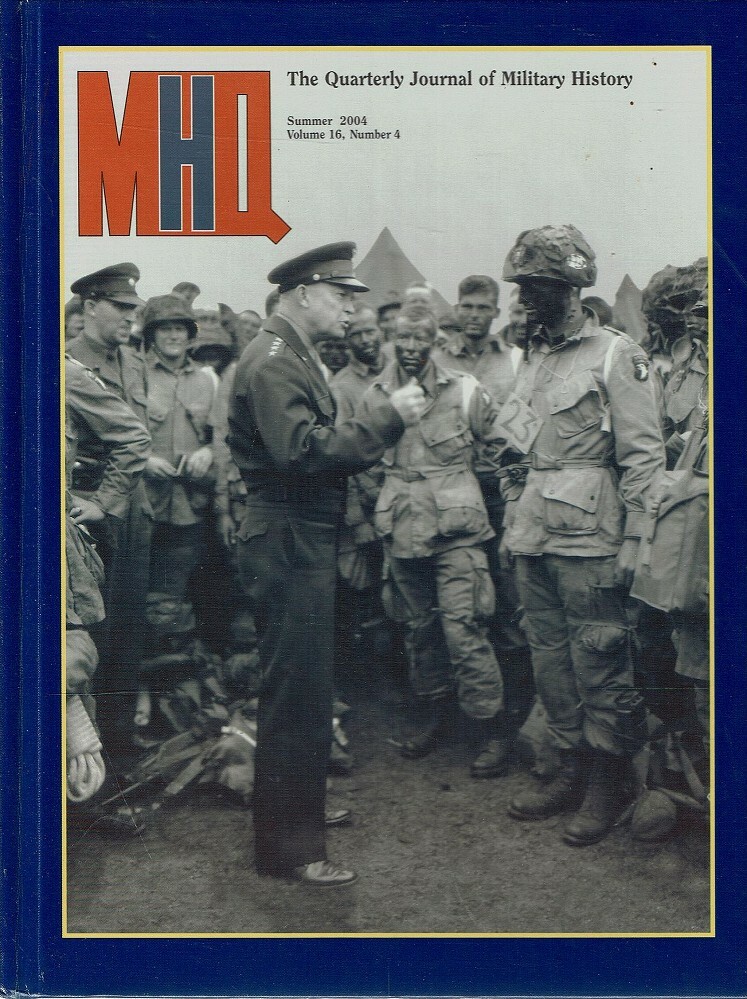 MHQ
The Quarterly Journal of Military History
Summer 2004
Volume 16, Number 4
23